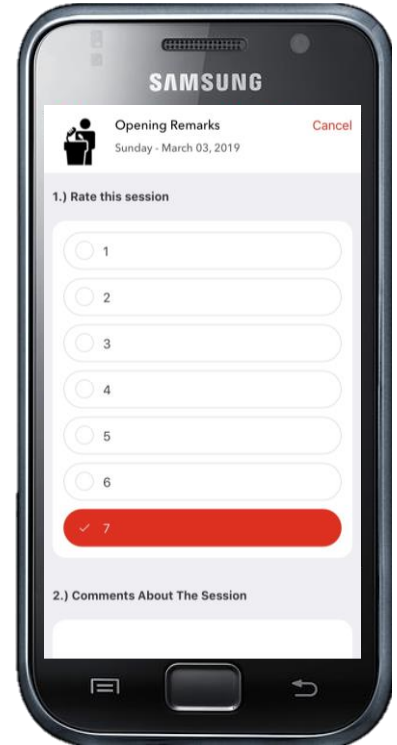 SAMSUNG
Opening Remarks
Cancel
Sunday - March 03, 2019
1.) Rate this session
1
2
3
4
5
6
7
2.) Comments About The Session